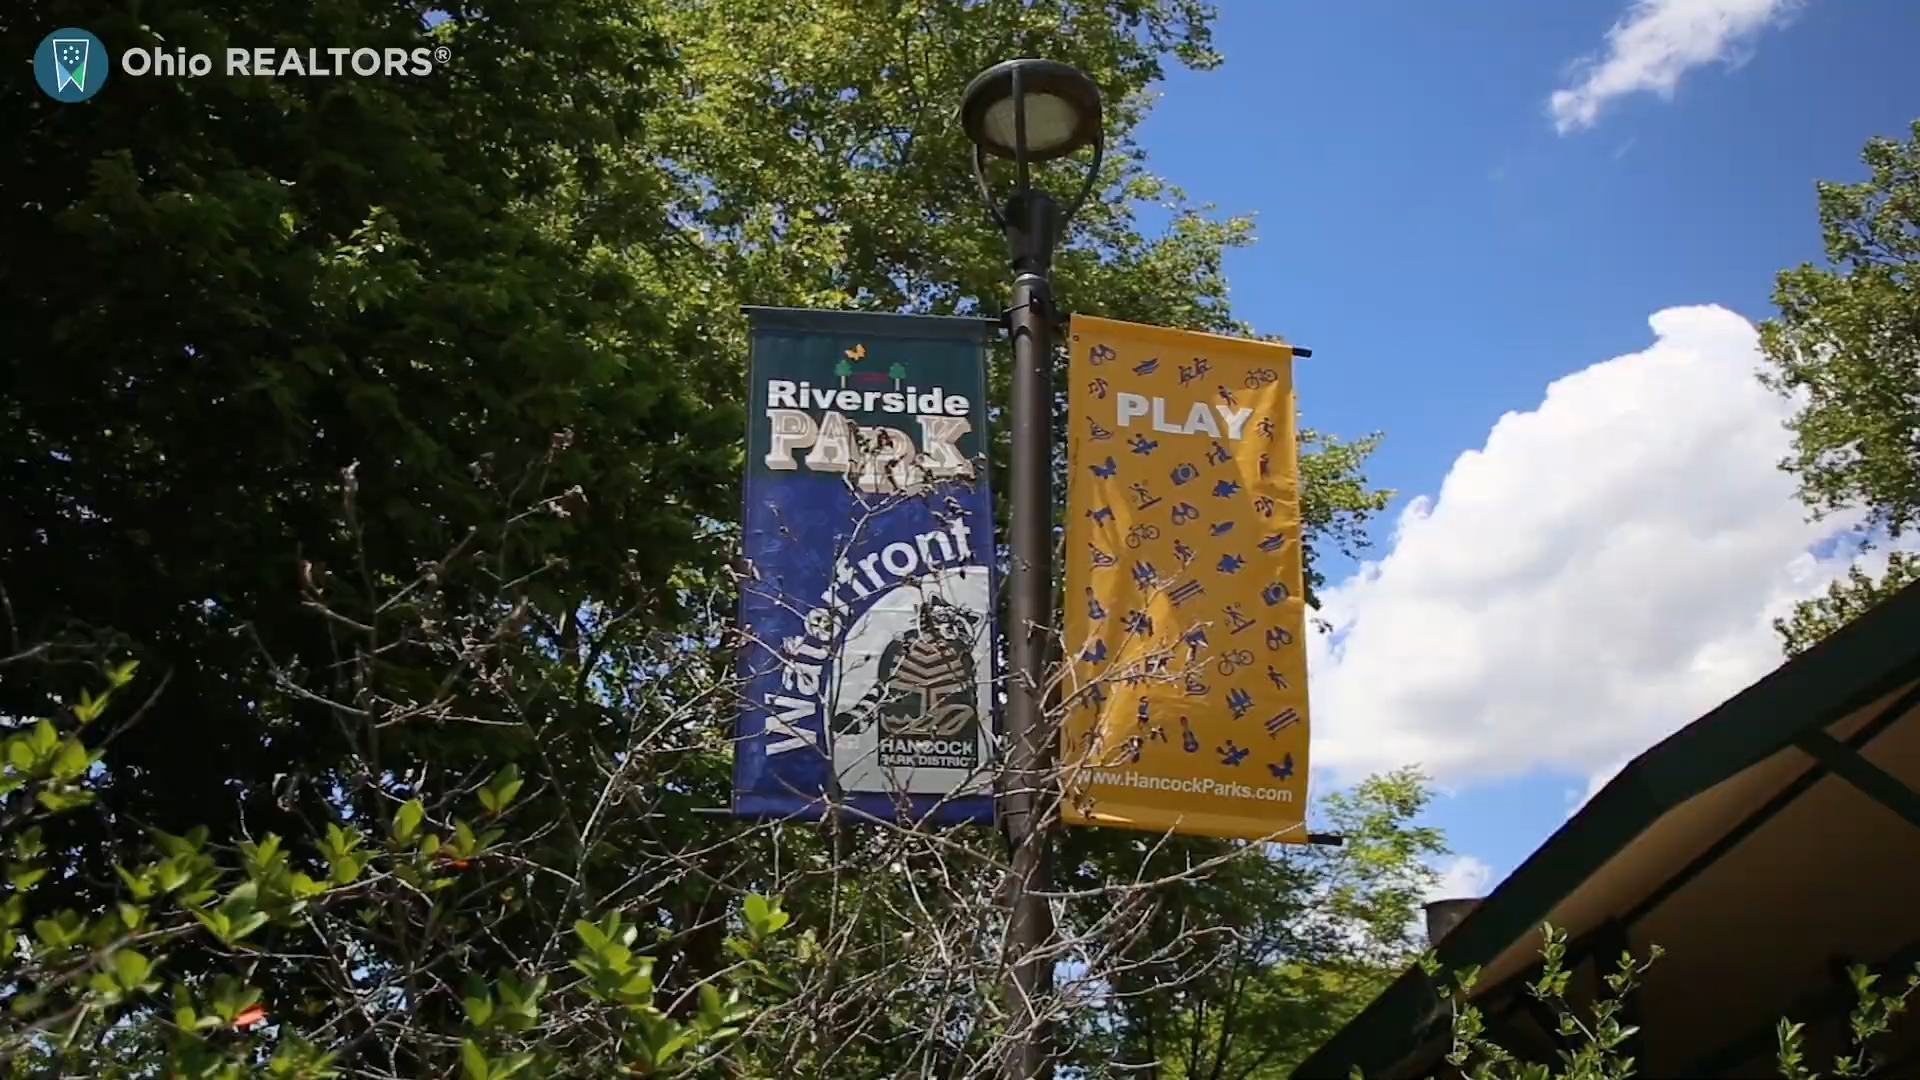 Ohio REALTORS®
Riverside
PARK
Waterfront
HANCOCK
PARK DISTRICT
PLAY
www.HancockParks.com